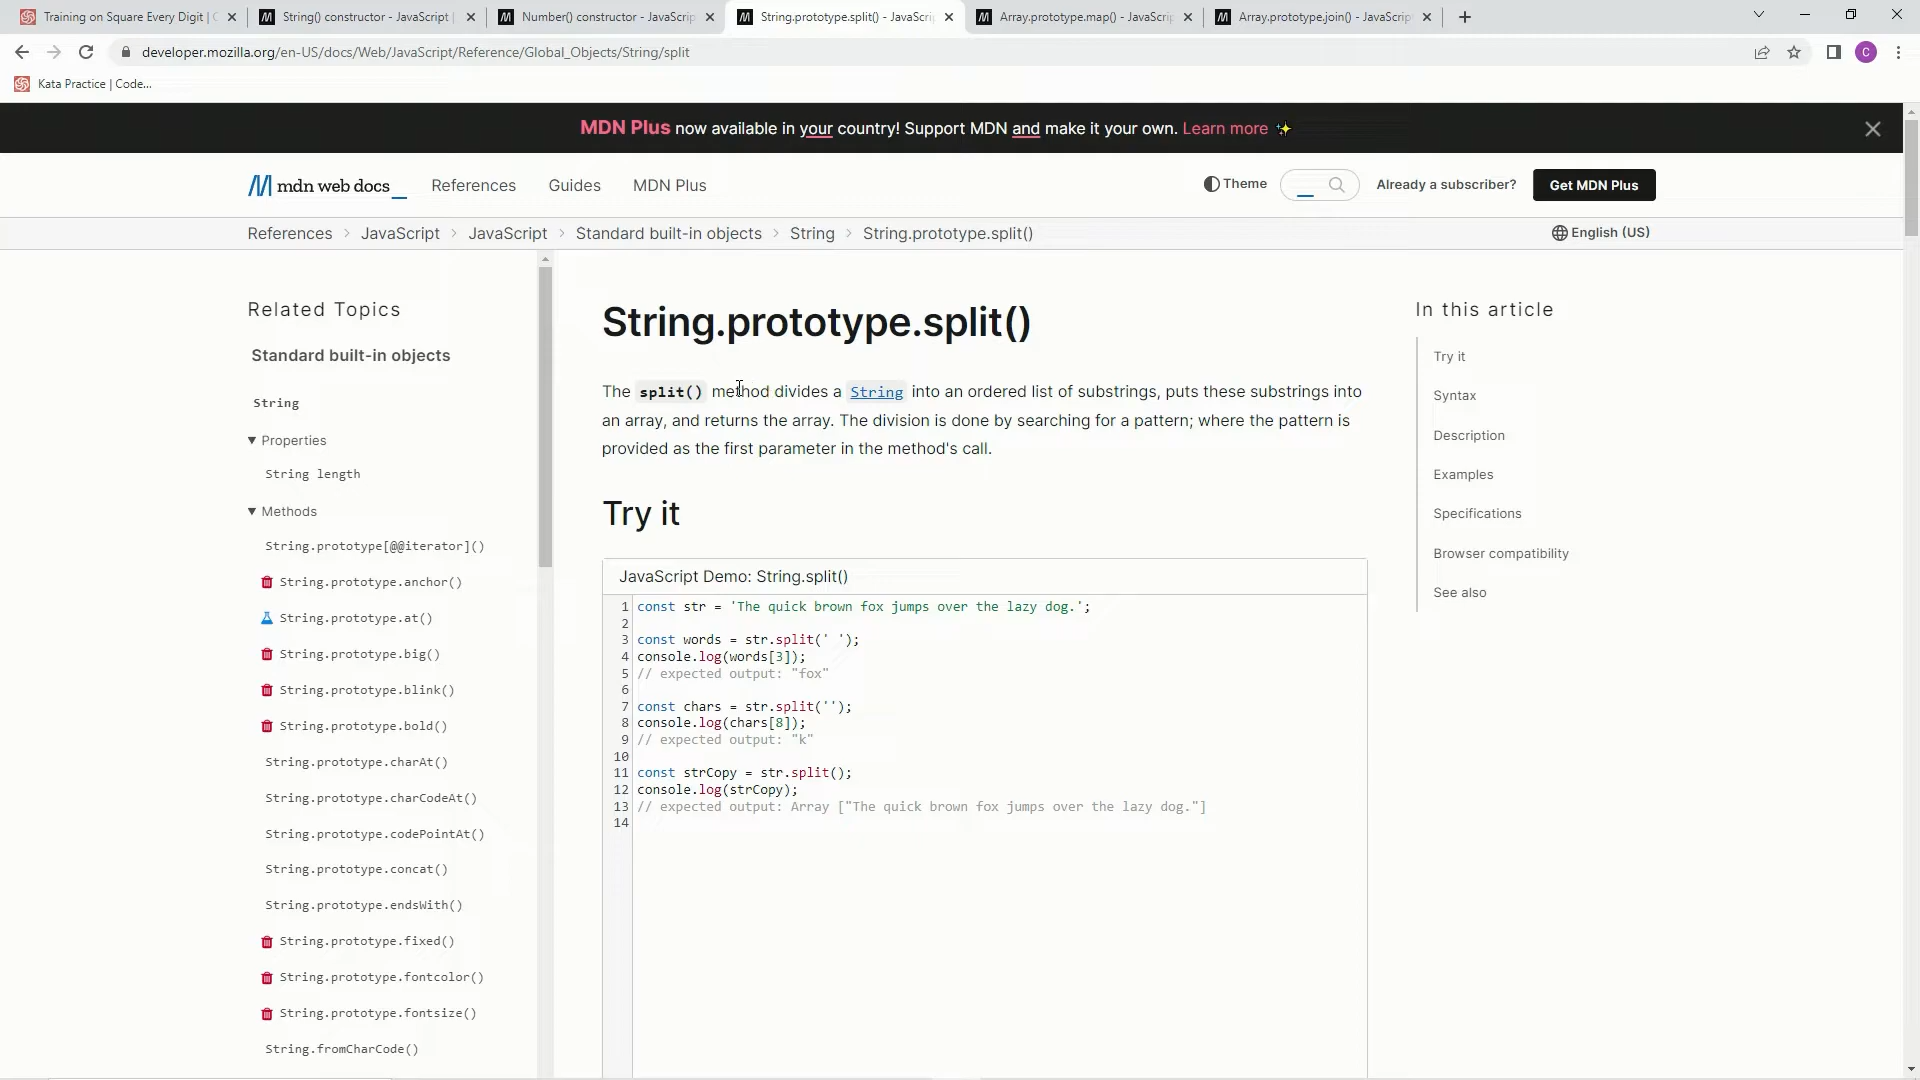 Training on Square Every Digit |
String() constructor - JavaScript |
Number() constructor - JavaScrip
String.prototype.split() - JavaScri
Array.prototype.map() - JavaScrip
Array.prototype.join() - JavaScript
developer.mozilla.org/en-US/docs/Web/JavaScript/Reference/Global_Objects/String/split
C
Kata Practice | Code...
MDN Plus now available in your country! Support MDN and make it your own. Learn more ✨
mdn web docs
References
Guides
MDN Plus
Theme
Already a subscriber?
Get MDN Plus
References > JavaScript > JavaScript > Standard built-in objects > String > String.prototype.split()
English (US)
Related Topics
Standard built-in objects
String
▼ Properties
String length
▼ Methods
String.prototype[@@iterator]()
String.prototype.anchor()
String.prototype.at()
String.prototype.big()
String.prototype.blink()
String.prototype.bold()
String.prototype.charAt()
String.prototype.charCodeAt()
String.prototype.codePointAt()
String.prototype.concat()
String.prototype.endsWith()
String.prototype.fixed()
String.prototype.fontcolor()
String.prototype.fontsize()
String.fromCharCode()
String.prototype.split()
The split() method divides a String into an ordered list of substrings, puts these substrings into
an array, and returns the array. The division is done by searching for a pattern; where the pattern is
provided as the first parameter in the method's call.
Try it
JavaScript Demo: String.split()
1 const str = 'The quick brown fox jumps over the lazy dog.';
2
3 const words = str.split(' ');
4 console.log(words[3]);
5 // expected output: "fox"
6
7 const chars = str.split('');
8 console.log(chars[8]);
9 // expected output: "k"
10
11 const strCopy = str.split();
12 console.log(strCopy);
13 // expected output: Array ["The quick brown fox jumps over the lazy dog."]
14
In this article
Try it
Syntax
Description
Examples
Specifications
Browser compatibility
See also